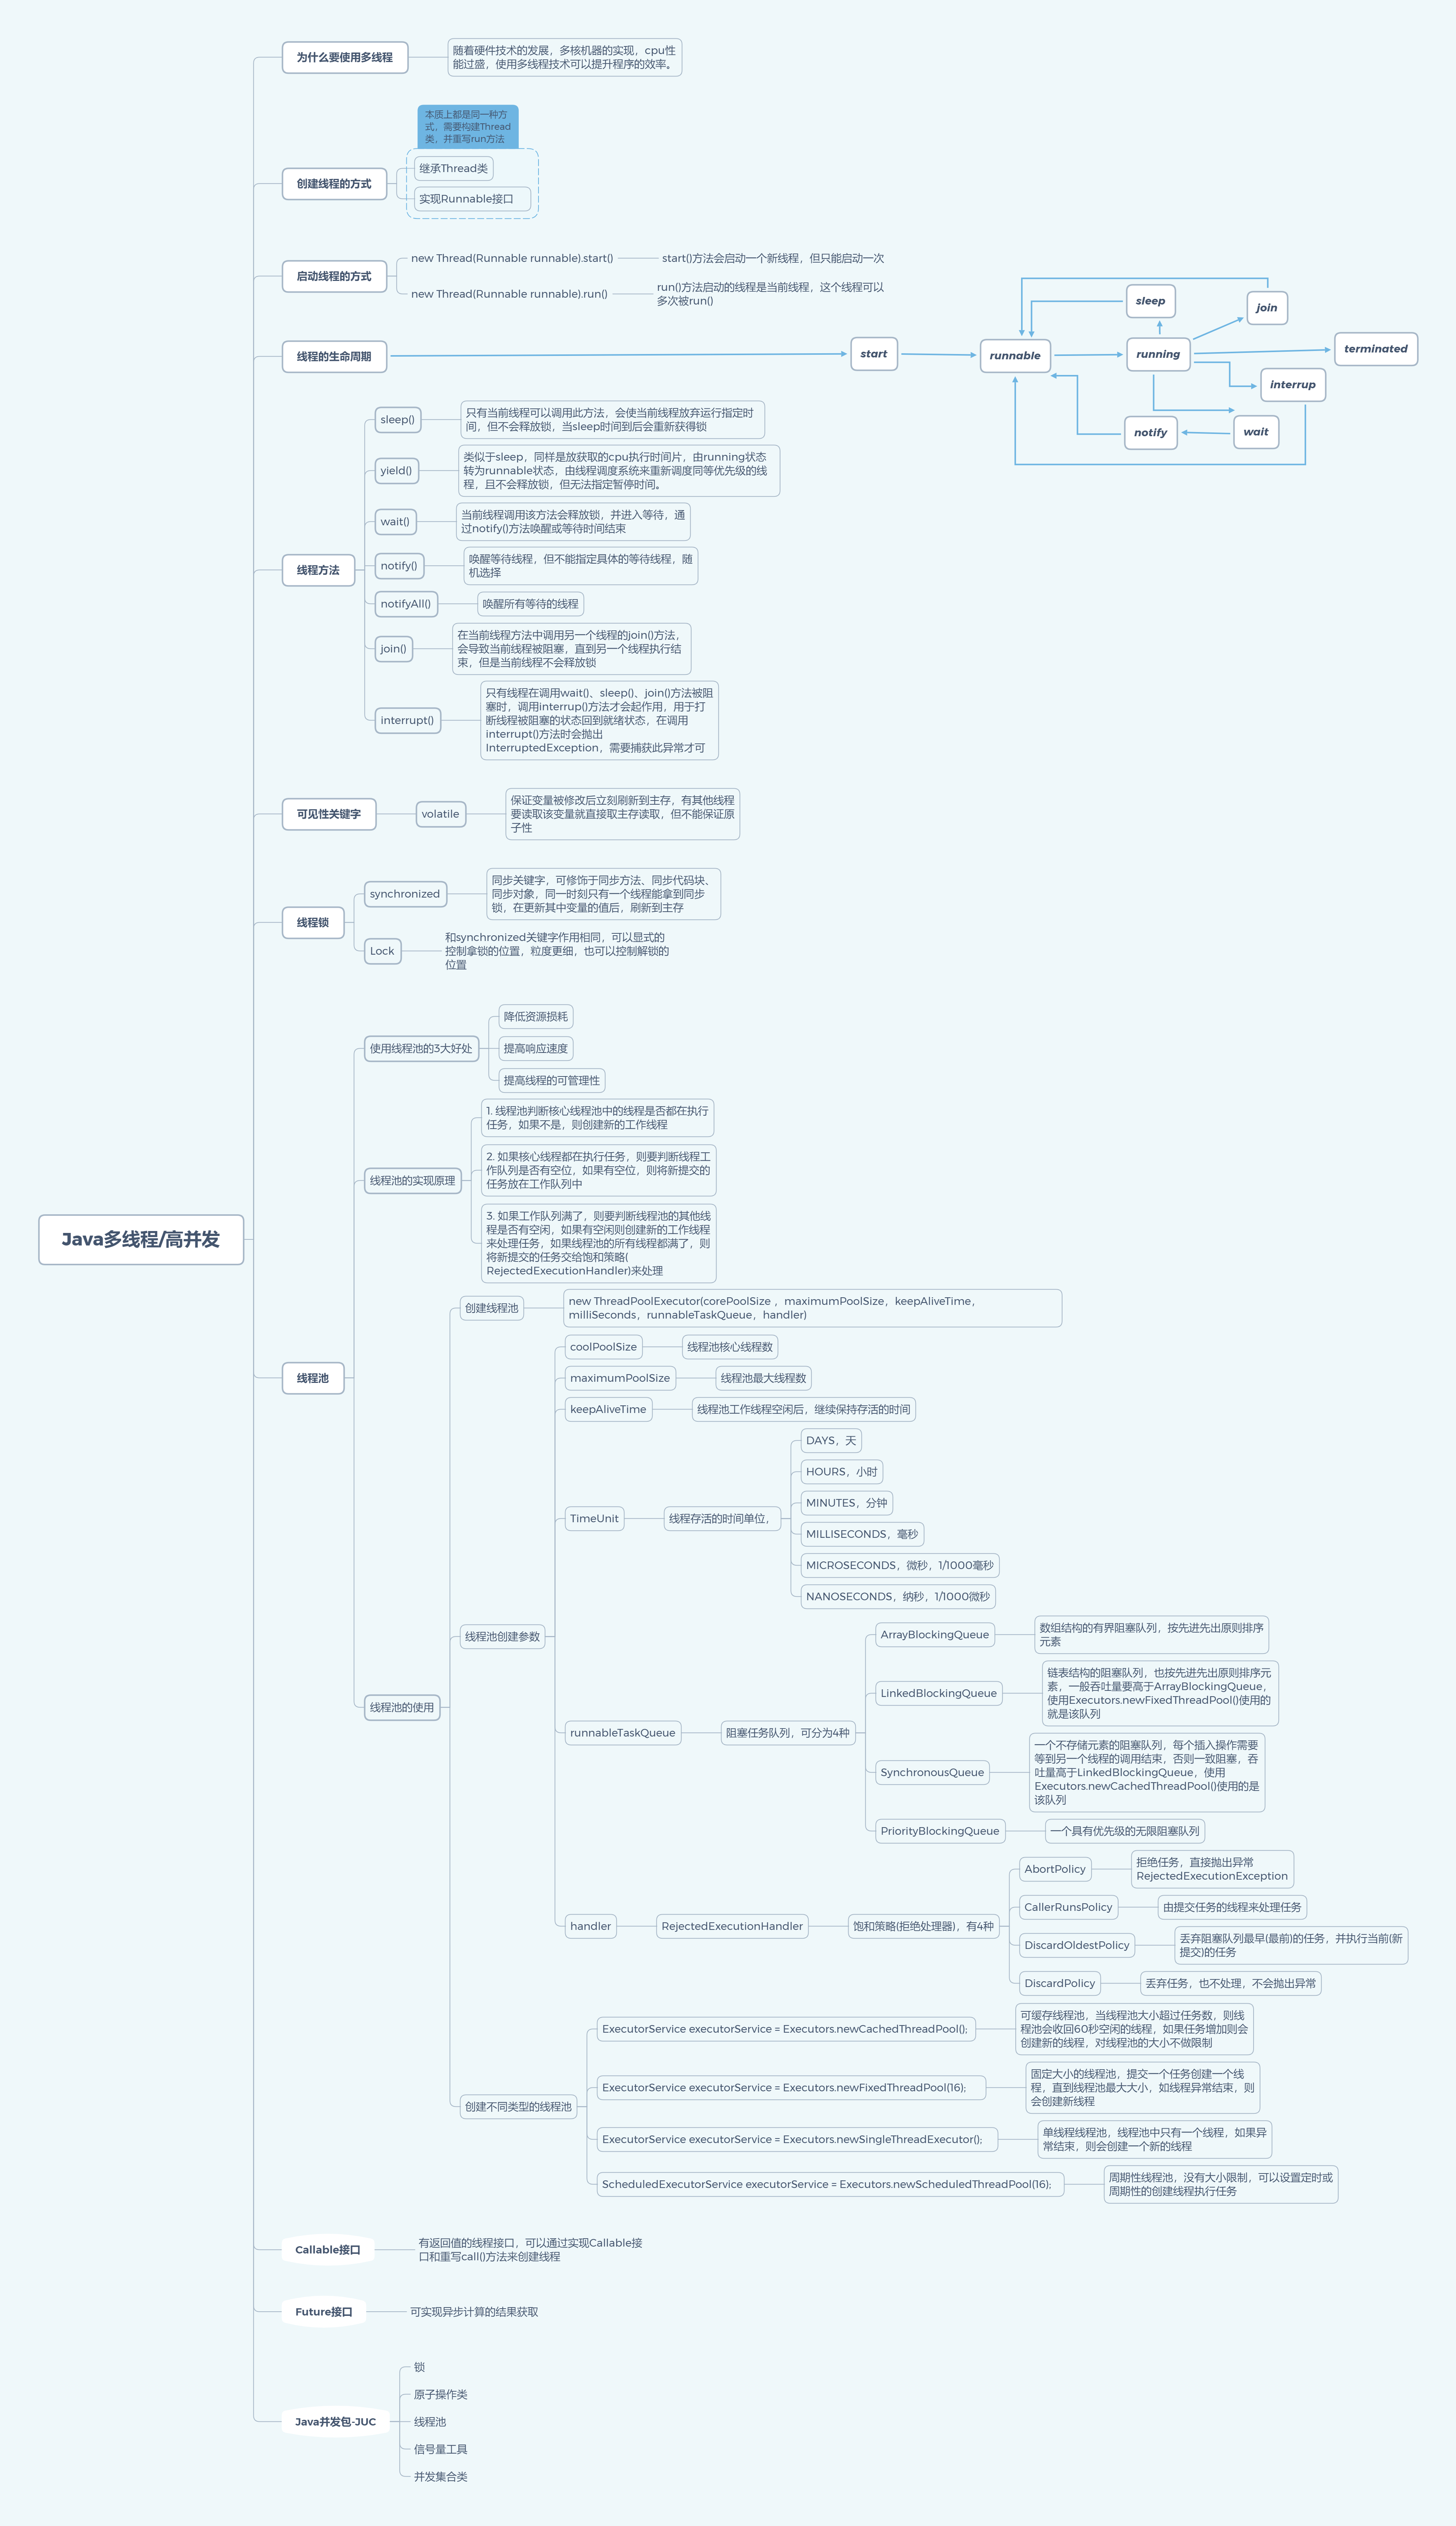 Java多线程/高并发
为什么要使用多线程
随着硬件技术的发展，多核机器的实现，cpu性
能过盛，使用多线程技术可以提升程序的效率。
创建线程的方式
本质上都是同一种方
式，需要构建Thread
类，并重写run方法
继承Thread类
实现Runnable接口
启动线程的方式
new Thread(Runnable runnable).start()
start()方法会启动一个新线程，但只能启动一次
new Thread(Runnable runnable).run()
run()方法启动的线程是当前线程，这个线程可以
多次被run()
线程的生命周期
start
runnable
running
sleep
join
terminated
interrup
wait
notify
线程方法
sleep()
只有当前线程可以调用此方法，会使当前线程放弃运行指定时
间，但不会释放锁，当sleep时间到后会重新获得锁
yield()
类似于sleep，同样是放获取的cpu执行时间片，由running状态
转为runnable状态，由线程调度系统来重新调度同等优先级的线
程，且不会释放锁，但无法指定暂停时间。
wait()
当前线程调用该方法会释放锁，并进入等待，通
过notify()方法唤醒或等待时间结束
notify()
唤醒等待线程，但不能指定具体的等待线程，随
机选择
notifyAll()
唤醒所有等待的线程
join()
在当前线程方法中调用另一个线程的join()方法，
会导致当前线程被阻塞，直到另一个线程执行结
束，但是当前线程不会释放锁
interrupt()
只有线程在调用wait()、sleep()、join()方法被阻
塞时，调用interrup()方法才会起作用，用于打
断线程被阻塞的状态回到就绪状态，在调用
interrupt()方法时会抛出
InterruptedException，需要捕获此异常才可
可见性关键字
volatile
保证变量被修改后立刻刷新到主存，有其他线程
要读取该变量就直接取主存读取，但不能保证原
子性
线程锁
synchronized
同步关键字，可修饰于同步方法、同步代码块、
同步对象，同一时刻只有一个线程能拿到同步
锁，在更新其中变量的值后，刷新到主存
Lock
和synchronized关键字作用相同，可以显式的
控制拿锁的位置，粒度更细，也可以控制解锁的
位置
线程池
使用线程池的3大好处
降低资源损耗
提高响应速度
提高线程的可管理性
线程池的实现原理
1. 线程池判断核心线程池中的线程是否都在执行
任务，如果不是，则创建新的工作线程
2. 如果核心线程都在执行任务，则要判断线程工
作队列是否有空位，如果有空位，则将新提交的
任务放在工作队列中
3. 如果工作队列满了，则要判断线程池的其他线
程是否有空闲，如果有空闲则创建新的工作线程
来处理任务，如果线程池的所有线程都满了，则
将新提交的任务交给饱和策略(
RejectedExecutionHandler)来处理
线程池的使用
创建线程池
new ThreadPoolExecutor(corePoolSize ，maximumPoolSize，keepAliveTime，
milliSeconds，runnableTaskQueue，handler)
线程池创建参数
coolPoolSize
线程池核心线程数
maximumPoolSize
线程池最大线程数
keepAliveTime
线程池工作线程空闲后，继续保持存活的时间
TimeUnit
线程存活的时间单位，
DAYS，天
HOURS，小时
MINUTES，分钟
MILLISECONDS，毫秒
MICROSECONDS，微秒，1/1000毫秒
NANOSECONDS，纳秒，1/1000微秒
runnableTaskQueue
阻塞任务队列，可分为4种
ArrayBlockingQueue
数组结构的有界阻塞队列，按先进先出原则排序
元素
LinkedBlockingQueue
链表结构的阻塞队列，也按先进先出原则排序元
素，一般吞吐量要高于ArrayBlockingQueue，
使用Executors.newFixedThreadPool()使用的
就是该队列
SynchronousQueue
一个不存储元素的阻塞队列，每个插入操作需要
等到另一个线程的调用结束，否则一致阻塞，吞
吐量高于LinkedBlockingQueue，使用
Executors.newCachedThreadPool()使用的是
该队列
PriorityBlockingQueue
一个具有优先级的无限阻塞队列
handler
RejectedExecutionHandler
饱和策略(拒绝处理器)，有4种
AbortPolicy
拒绝任务，直接抛出异常
RejectedExecutionException
CallerRunsPolicy
由提交任务的线程来处理任务
DiscardOldestPolicy
丢弃阻塞队列最早(最前)的任务，并执行当前(新
提交)的任务
DiscardPolicy
丢弃任务，也不处理，不会抛出异常
创建不同类型的线程池
ExecutorService executorService = Executors.newCachedThreadPool();
可缓存线程池，当线程池大小超过任务数，则线
程池会收回60秒空闲的线程，如果任务增加则会
创建新的线程，对线程池的大小不做限制
ExecutorService executorService = Executors.newFixedThreadPool(16);
固定大小的线程池，提交一个任务创建一个线
程，直到线程池最大大小，如线程异常结束，则
会创建新线程
ExecutorService executorService = Executors.newSingleThreadExecutor();
单线程线程池，线程池中只有一个线程，如果异
常结束，则会创建一个新的线程
ScheduledExecutorService executorService = Executors.newScheduledThreadPool(16);
周期性线程池，没有大小限制，可以设置定时或
周期性的创建线程执行任务
Callable接口
有返回值的线程接口，可以通过实现Callable接
口和重写call()方法来创建线程
Future接口
可实现异步计算的结果获取
Java并发包-JUC
锁
原子操作类
线程池
信号量工具
并发集合类